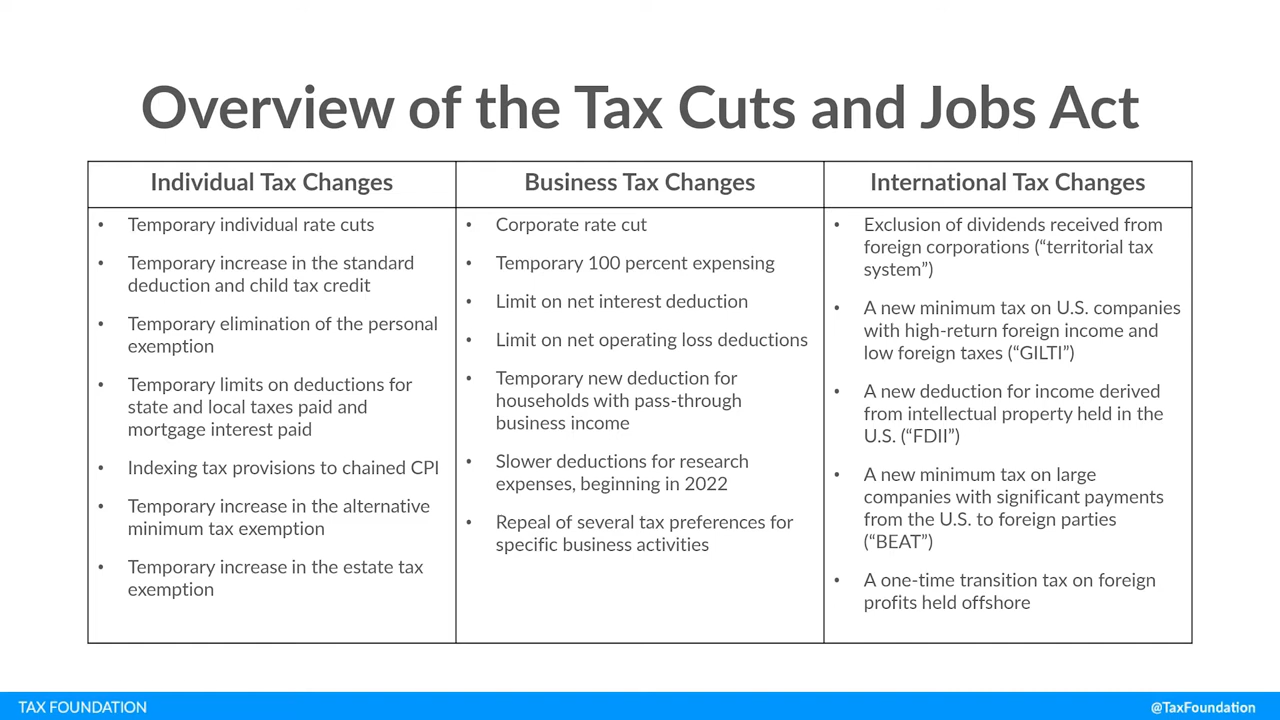 Overview of the Tax Cuts and Jobs Act
Individual Tax Changes
• Temporary individual rate cuts
• Temporary increase in the standard
deduction and child tax credit
• Temporary elimination of the personal
exemption
• Temporary limits on deductions for
state and local taxes paid and
mortgage interest paid
• Indexing tax provisions to chained CPI
• Temporary increase in the alternative
minimum tax exemption
• Temporary increase in the estate tax
exemption
Business Tax Changes
• Corporate rate cut
• Temporary 100 percent expensing
• Limit on net interest deduction
• Limit on net operating loss deductions
• Temporary new deduction for
households with pass-through
business income
• Slower deductions for research
expenses, beginning in 2022
• Repeal of several tax preferences for
specific business activities
International Tax Changes
• Exclusion of dividends received from
foreign corporations (“territorial tax
system”)
• A new minimum tax on U.S. companies
with high-return foreign income and
low foreign taxes (“GILTI”)
• A new deduction for income derived
from intellectual property held in the
U.S. (“FDII”)
• A new minimum tax on large
companies with significant payments
from the U.S. to foreign parties
(“BEAT”)
• A one-time transition tax on foreign
profits held offshore
TAX FOUNDATION
@TaxFoundation